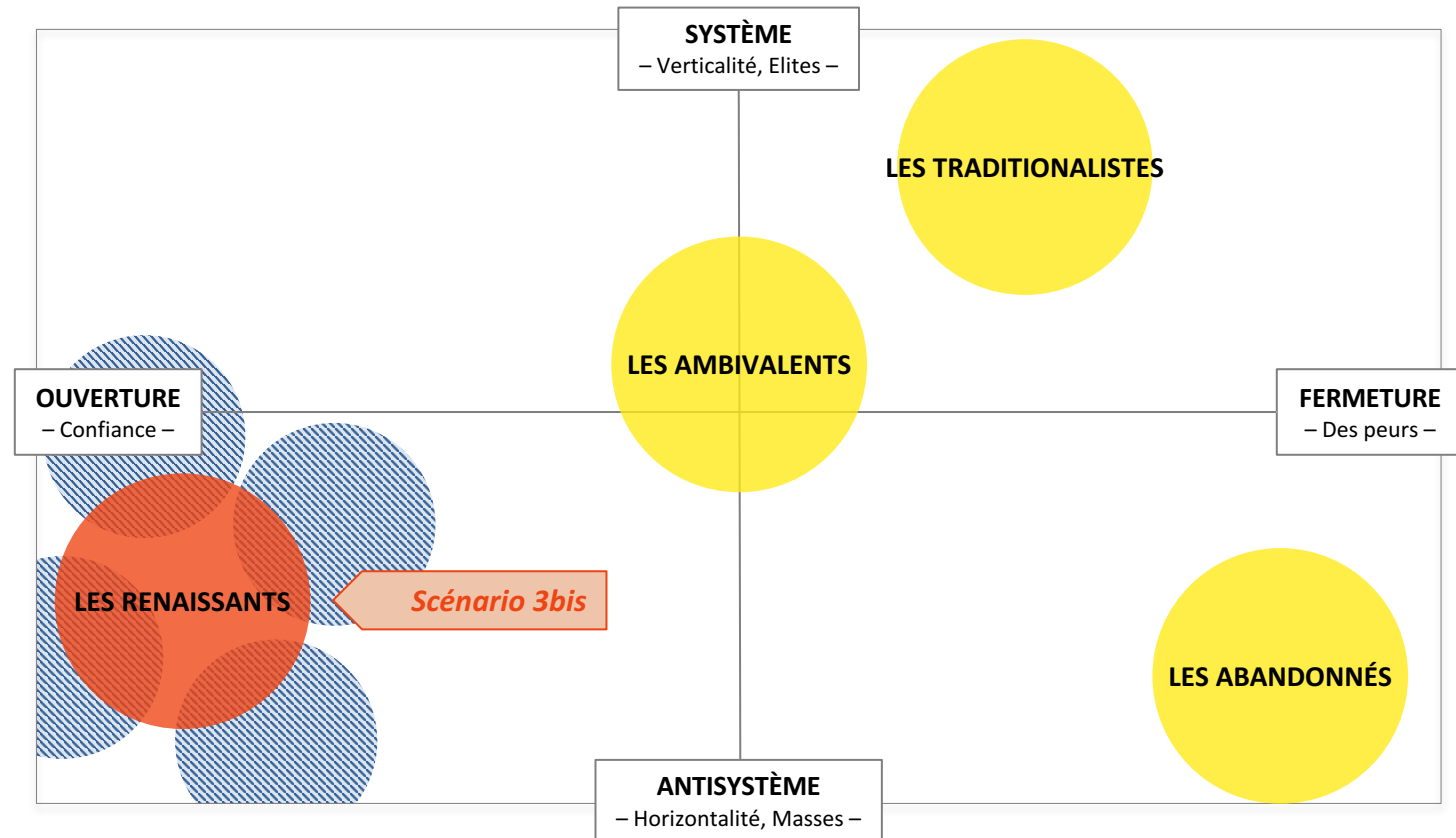 SYSTÈME
– Verticalité, Elites –
LES TRADITIONALISTES
LES AMBIVALENTS
OUVERTURE
– Confiance –
FERMETURE
– Des peurs –
LES RENAISSANTS
Scénario 3bis
LES ABANDONNÉS
ANTISYSTÈME
– Horizontalité, Masses –